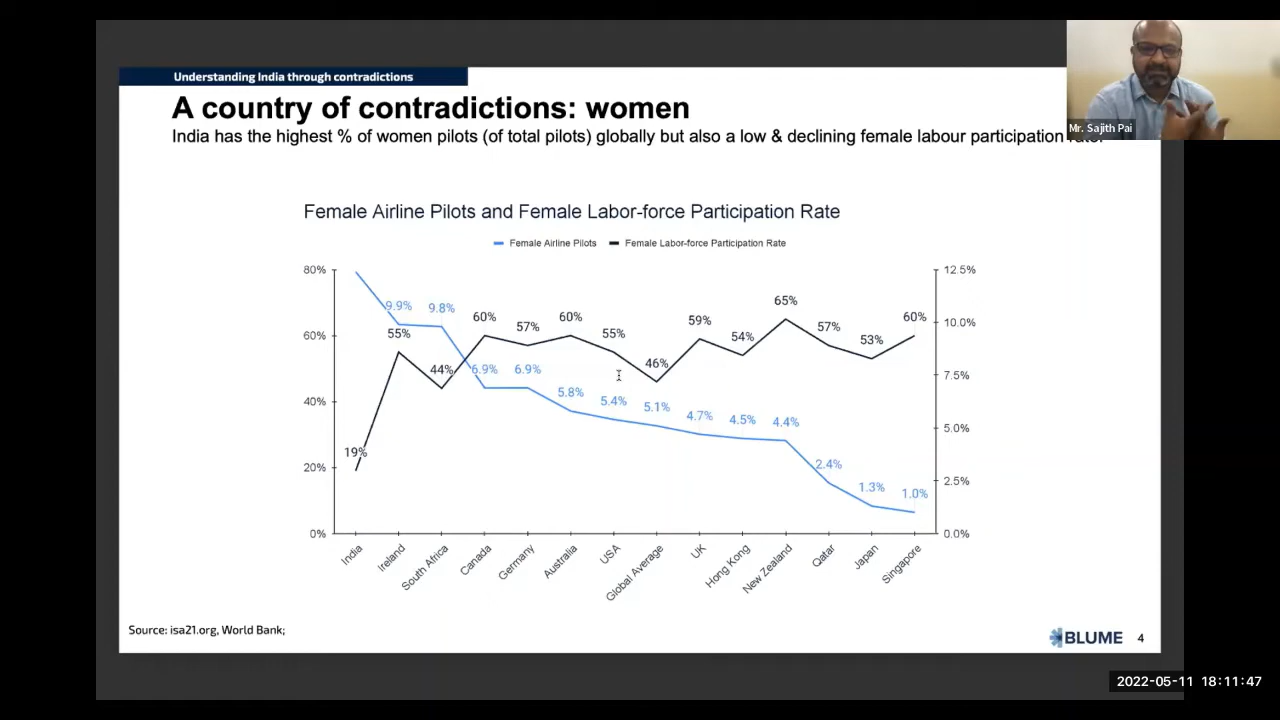 Understanding India through contradictions
A country of contradictions: women
India has the highest % of women pilots (of total pilots) globally but also a low & declining female labour participation
Mr. Sajith Pai
Female Airline Pilots and Female Labor-force Participation Rate
Female Airline Pilots Female Labor-force Participation Rate
80%
60%
40%
20%
0%
12.5%
10.0%
7.5%
5.0%
2.5%
0.0%
9.9% 9.8% 6.9% 6.9% 5.8% 5.4% 5.1% 4.7% 4.5% 4.4% 2.4% 1.3% 1.0%
19% 55% 44% 60% 57% 60% 55% 46% 59% 54% 65% 57% 53% 60%
India
Ireland
South Africa
Canada
Germany
Australia
USA
Global Average
UK
Hong Kong
New Zealand
Qatar
Japan
Singapore
Source: isa21.org, World Bank;
BLUME 4
2022-05-11 18:11:47